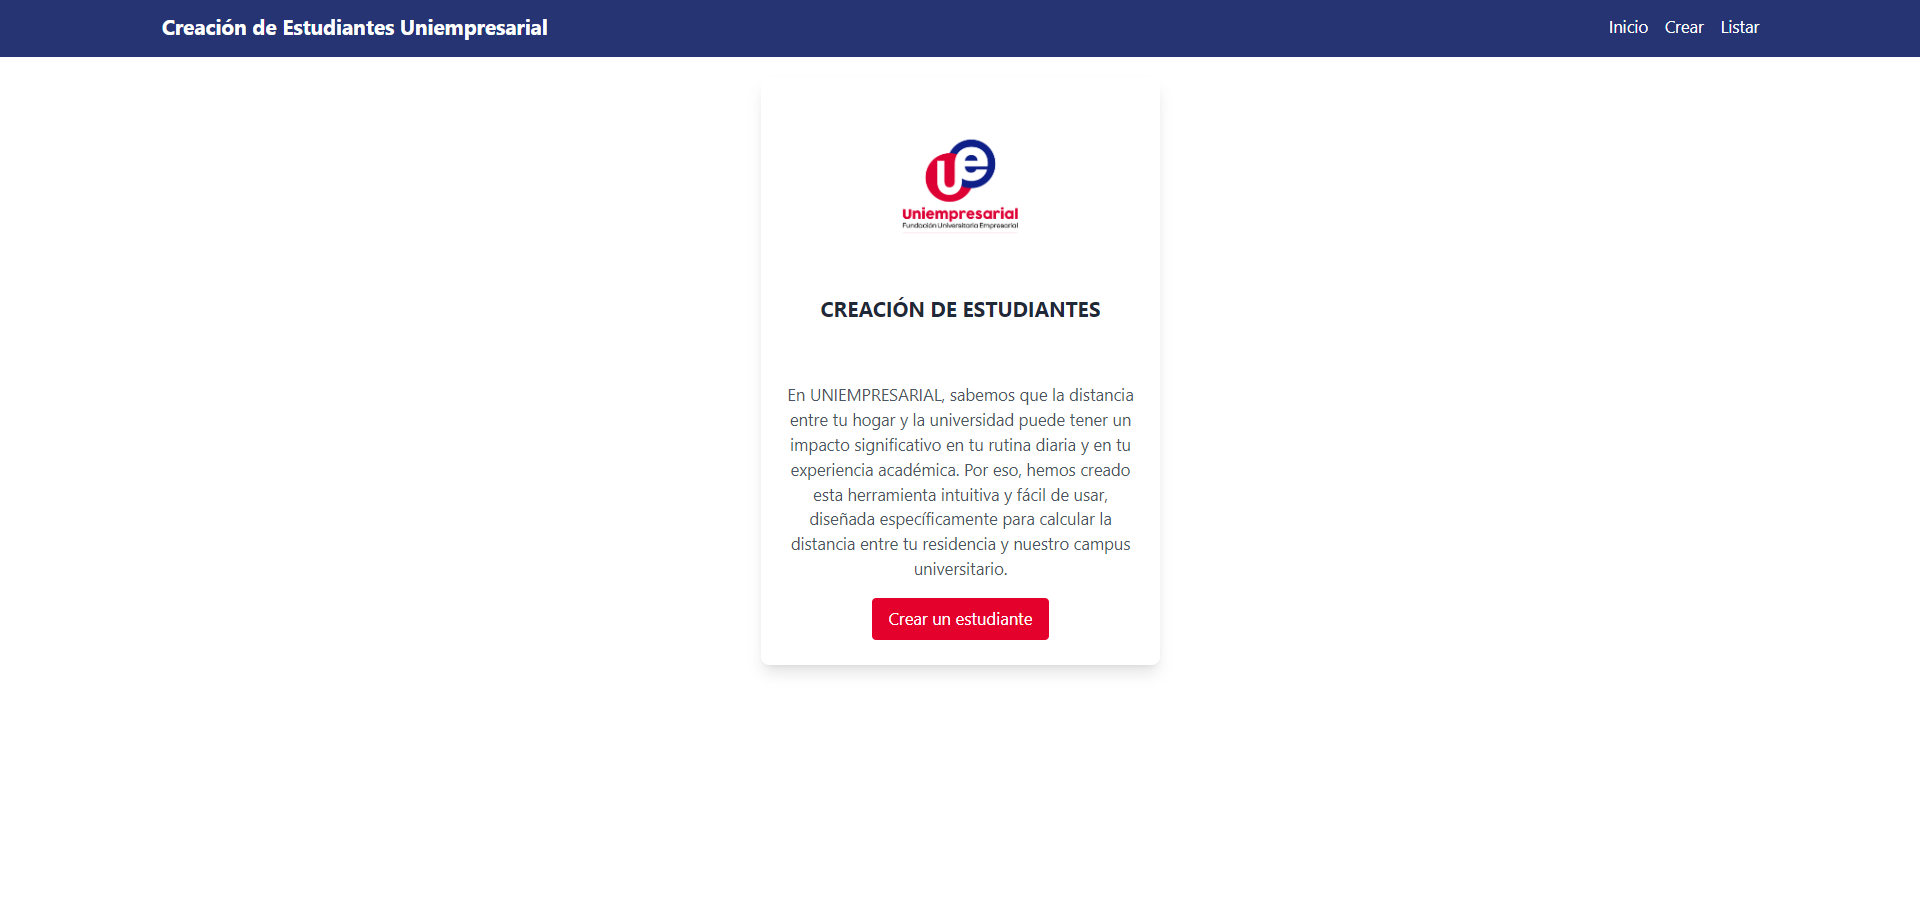 Creación de Estudiantes Uniempresarial
Inicio Crear Listar
ue
Uniempresarial
Fundación Universitaria Empresarial
CREACIÓN DE ESTUDIANTES
En UNIEMPRESARIAL, sabemos que la distancia
entre tu hogar y la universidad puede tener un
impacto significativo en tu rutina diaria y en tu
experiencia académica. Por eso, hemos creado
esta herramienta intuitiva y fácil de usar,
diseñada específicamente para calcular la
distancia entre tu residencia y nuestro campus
universitario.
Crear un estudiante